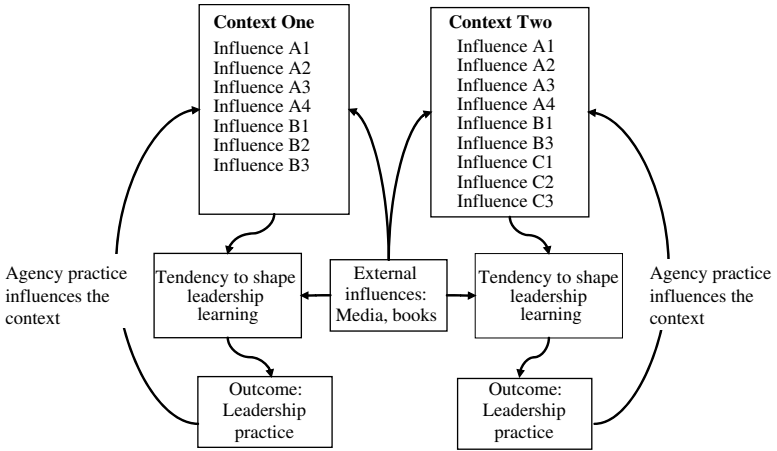 Context One
Influence A1
Influence A2
Influence A3
Influence A4
Influence B1
Influence B2
Influence B3
Context Two
Influence A1
Influence A2
Influence A3
Influence A4
Influence B1
Influence B3
Influence C1
Influence C2
Influence C3
Agency practice
influences the
context
Tendency to shape
leadership
learning
External
influences:
Media, books
Tendency to shape
leadership
learning
Agency practice
influences the
context
Outcome:
Leadership
practice
Outcome:
Leadership
practice